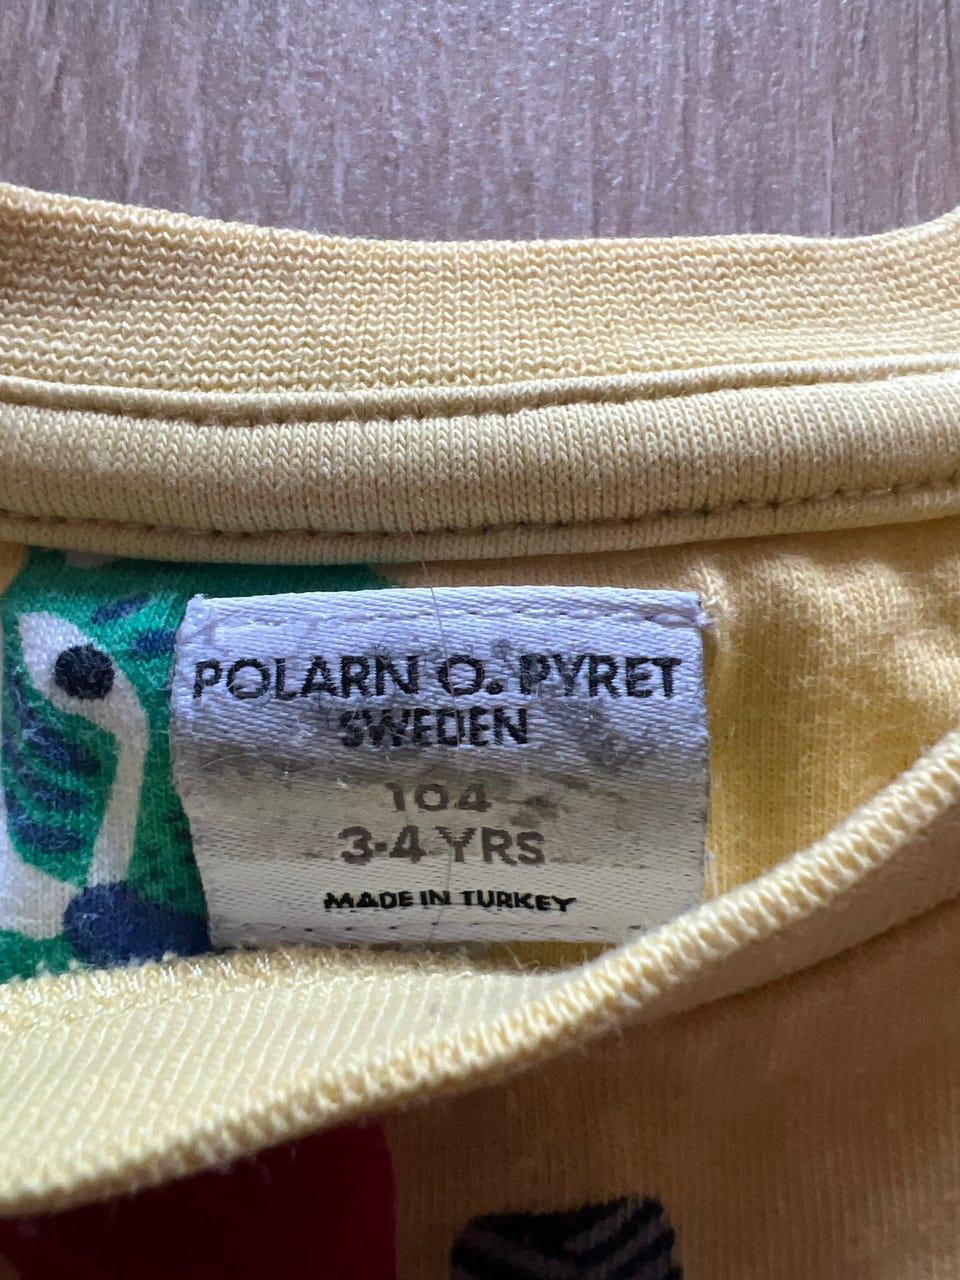 POLARN O. PYRET
SWEDEN
104
3-4 YRS
MADE IN TURKEY